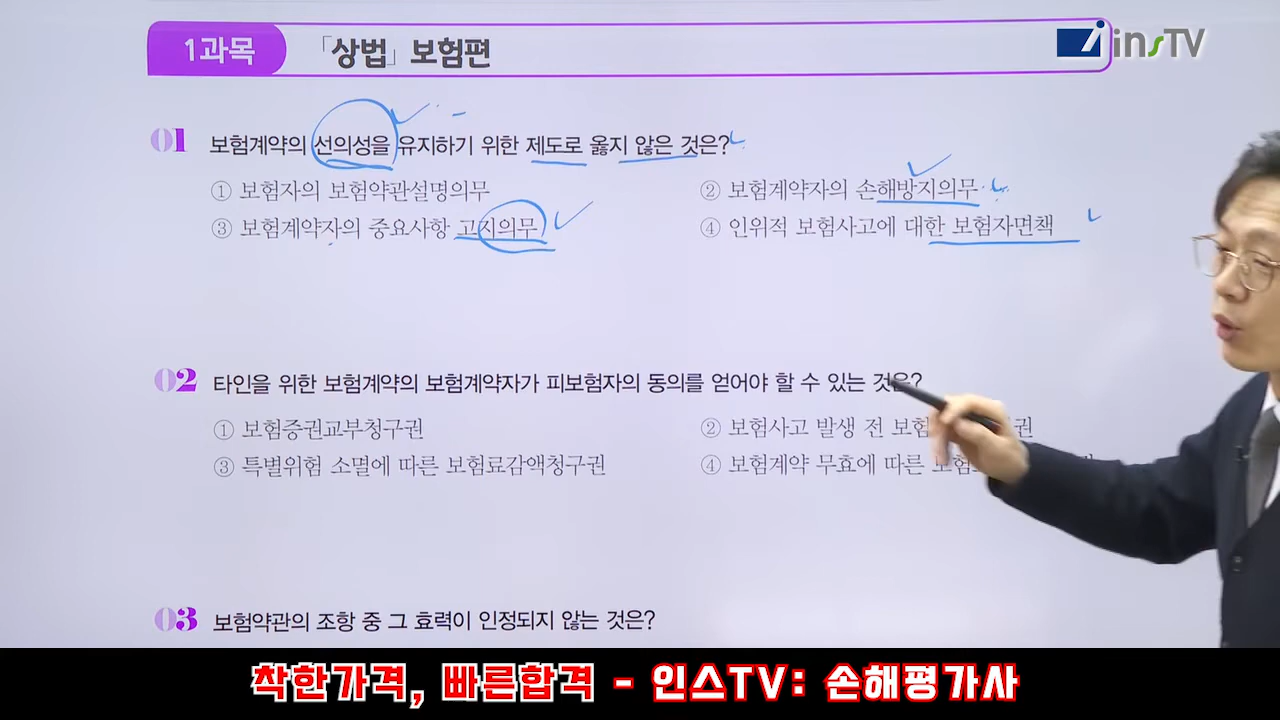 1과목 「상법」 보험편
insTV
01 보험계약의 선의성을 유지하기 위한 제도로 옳지 않은 것은?
① 보험자의 보험약관설명의무 ② 보험계약자의 손해방지의무
③ 보험계약자의 중요사항 고지의무 ④ 인위적 보험사고에 대한 보험자면책
02 타인을 위한 보험계약의 보험계약자가 피보험자의 동의를 얻어야 할 수 있는 것은?
① 보험증권교부청구권 ② 보험사고 발생 전 보험 권
③ 특별위험 소멸에 따른 보험료감액청구권 ④ 보험계약 무효에 따른
03 보험약관의 조항 중 그 효력이 인정되지 않는 것은?
착한가격, 빠른합격 - 인스TV: 손해평가사